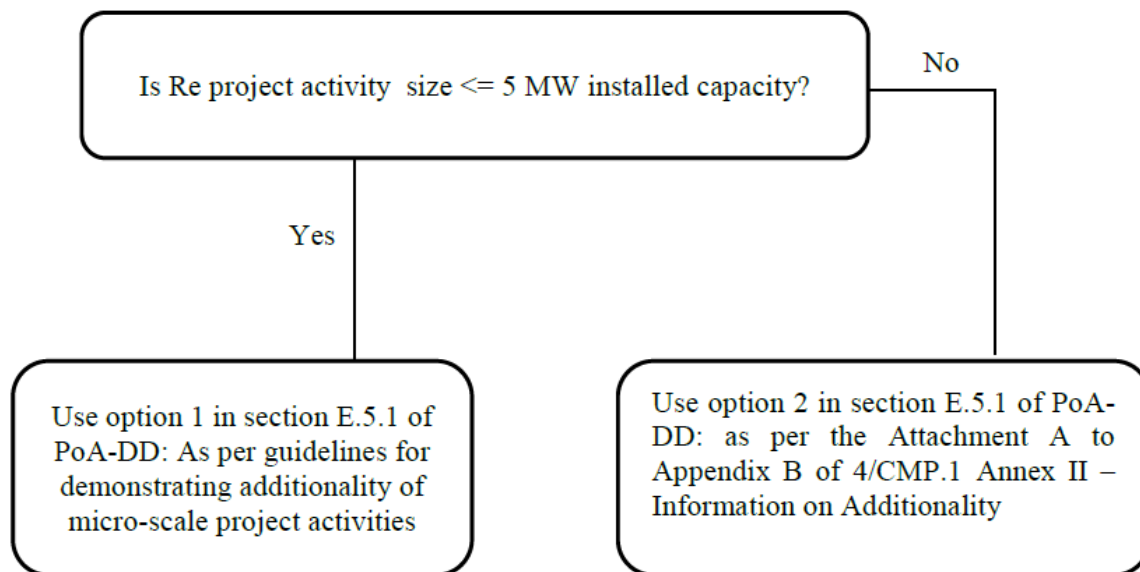 Is Re project activity size <= 5 MW installed capacity?
No
Yes
Use option 1 in section E.5.1 of
PoA-DD: As per guidelines for
demonstrating additionality of
micro-scale project activities
Use option 2 in section E.5.1 of PoA-
DD: as per the Attachment A to
Appendix B of 4/CMP.1 Annex II –
Information on Additionality